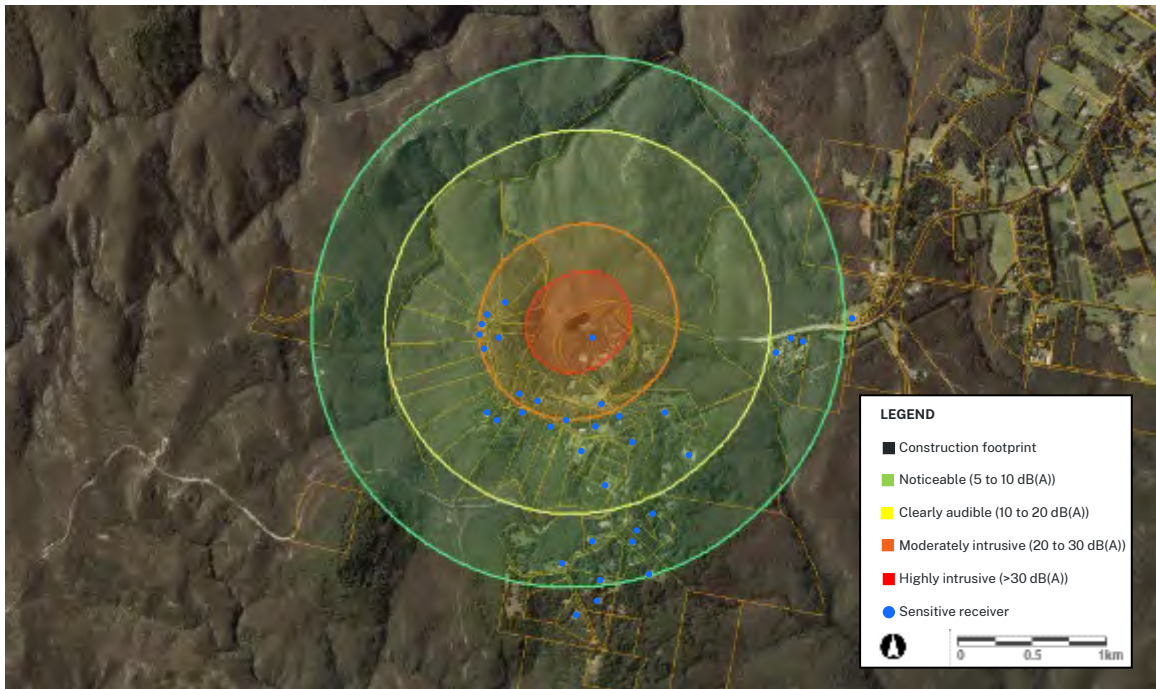 LEGEND
Construction footprint
Noticeable (5 to 10 dB(A))
Clearly audible (10 to 20 dB(A))
Moderately intrusive (20 to 30 dB(A))
Highly intrusive (>30 dB(A))
Sensitive receiver
0 0.5 1km